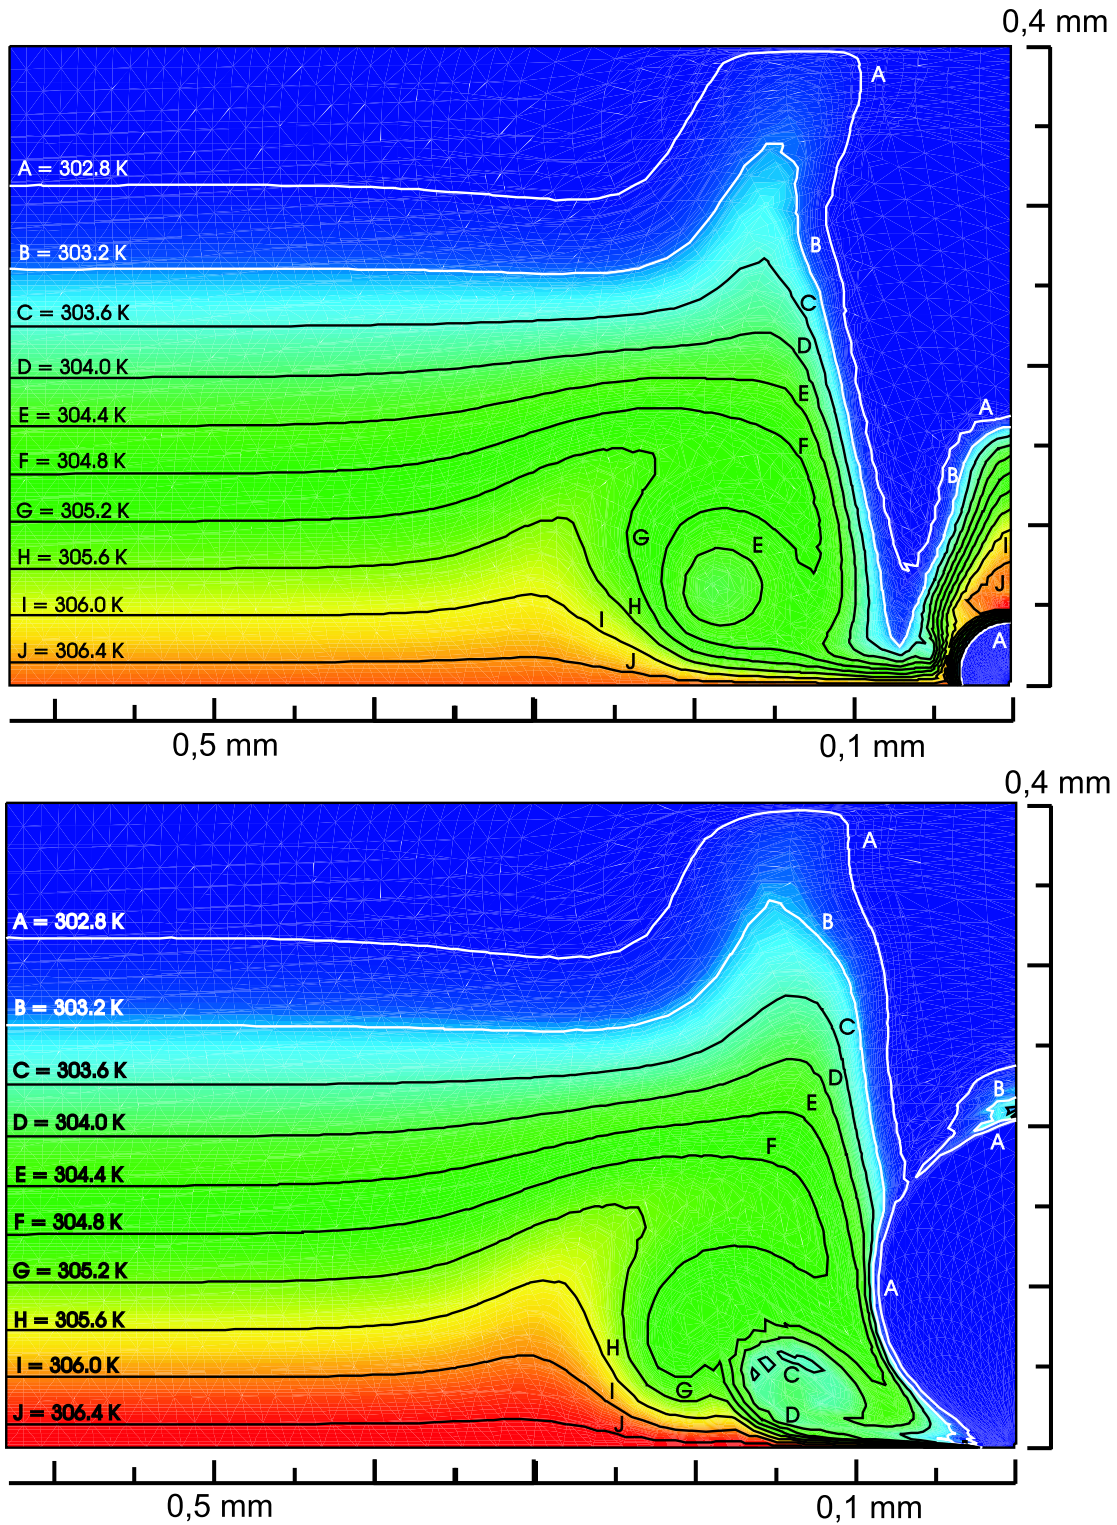 0,4 mm
A
A = 302.8 K
B = 303.2 K
B
C = 303.6 K
C
D = 304.0 K
D
E = 304.4 K
E
A
F = 304.8 K
F
B
G = 305.2 K
G
E
I
H = 305.6 K
J
I = 306.0 K
H
I
J = 306.4 K
J
A
0,5 mm
0,1 mm
0,4 mm
A
A = 302.8 K
B
B = 303.2 K
C
C = 303.6 K
D
B
E
D = 304.0 K
A
F
E = 304.4 K
F = 304.8 K
G = 305.2 K
A
H = 305.6 K
H
I = 306.0 K
D
C
I
G
J = 306.4 K
J
D
0,5 mm
0,1 mm